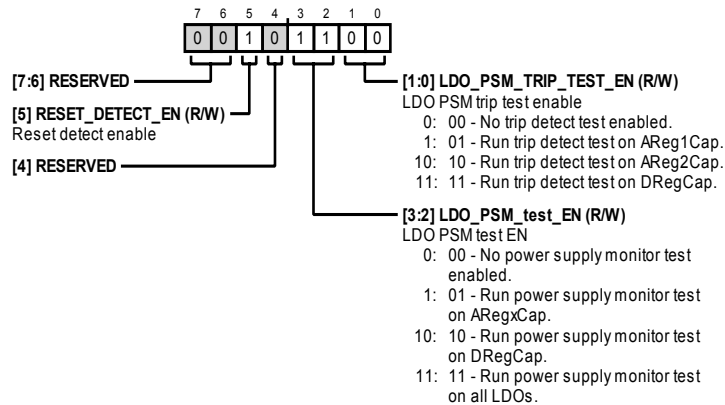 7 6 5 4 3 2 1 0
0 0 1 0 1 1 0 0
[7:6] RESERVED
[5] RESET_DETECT_EN (R/W)
Reset detect enable
[4] RESERVED
[1:0] LDO_PSM_TRIP_TEST_EN (R/W)
LDO PSM trip test enable
0: 00 - No trip detect test enabled.
1: 01 - Run trip detect test on AReg1Cap.
10: 10 - Run trip detect test on AReg2Cap.
11: 11 - Run trip detect test on DRegCap.
[3:2] LDO_PSM_test_EN (R/W)
LDO PSM test EN
0: 00 - No power supply monitor test
enabled.
1: 01 - Run power supply monitor test
on ARegxCap.
10: 10 - Run power supply monitor test
on DRegCap.
11: 11 - Run power supply monitor test
on all LDOs.